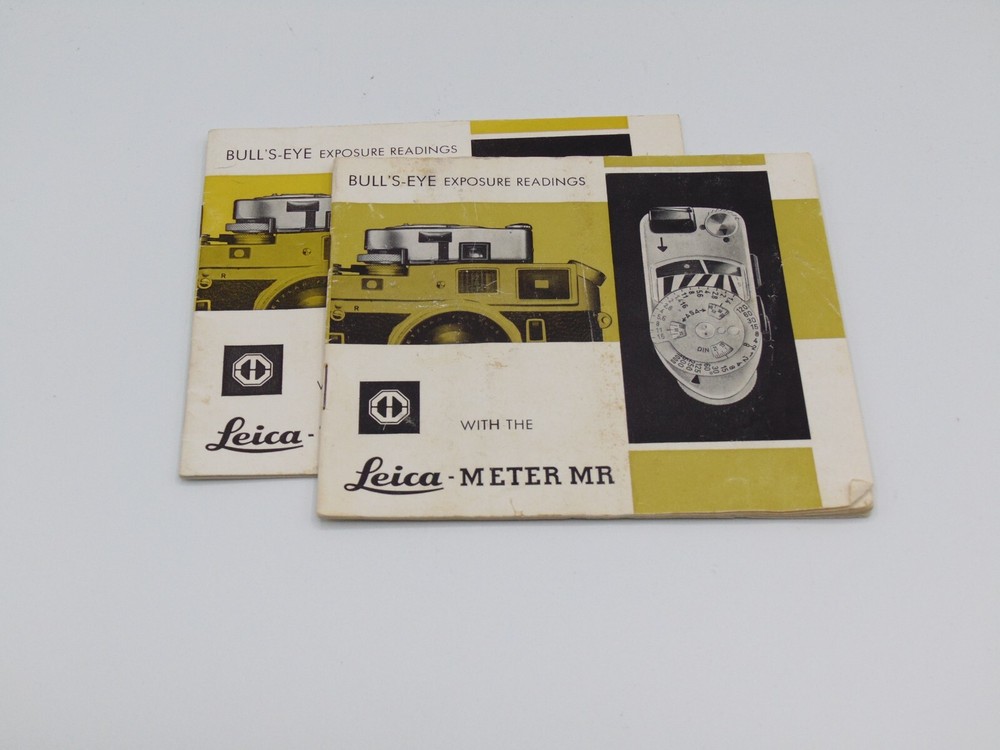 BULL'S-EYE EXPOSURE READINGS
Leica-
BULL'S-EYE EXPOSURE READINGS
R
WITH THE
Leica-METER MR
DIN